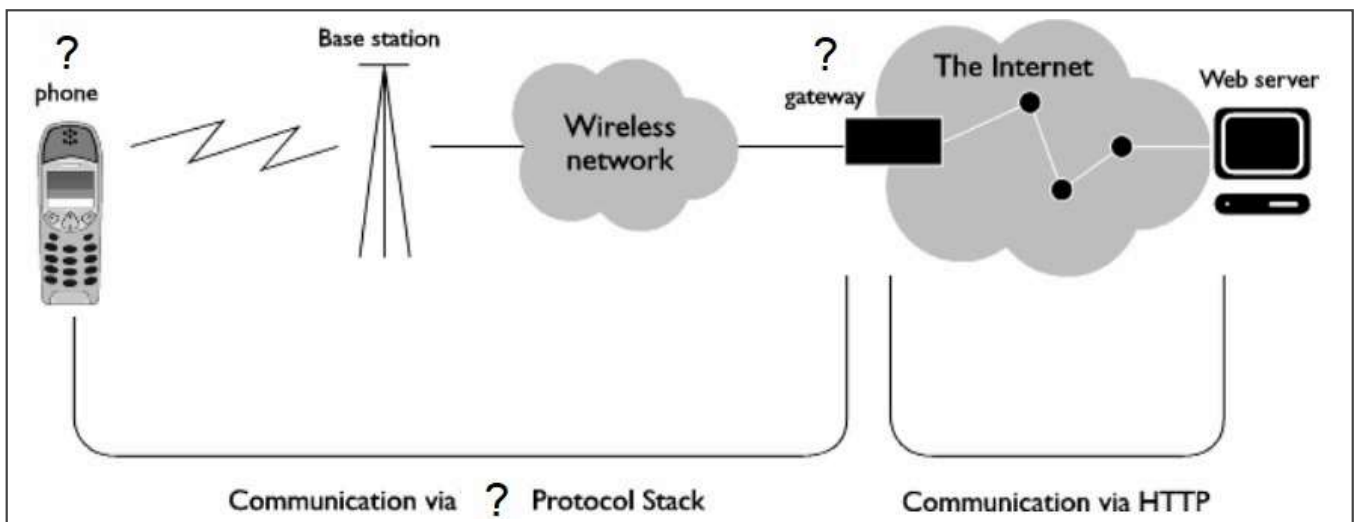 ?
phone
Base station
Wireless
network
?
gateway
The Internet
Web server
Communication via ? Protocol Stack
Communication via HTTP